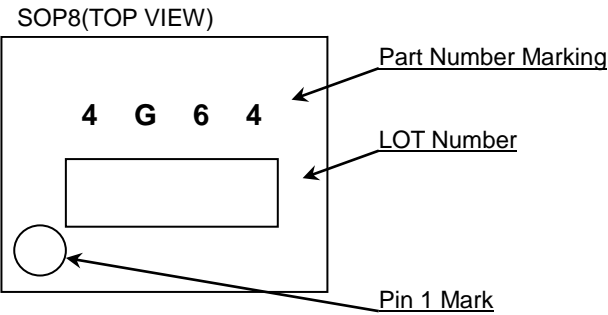 SOP8(TOP VIEW)
Part Number Marking
4 G 6 4
LOT Number
Pin 1 Mark